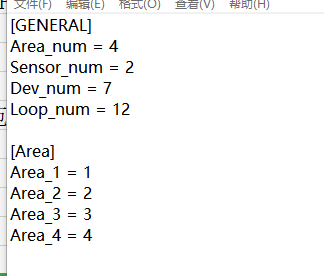 文件(F) 编辑(E) 格式(O) 查看(V) 帮助(H)
[GENERAL]
Area_num = 4
Sensor_num = 2
Dev_num = 7
Loop_num = 12
[Area]
Area_1 = 1
Area_2 = 2
Area_3 = 3
Area_4 = 4